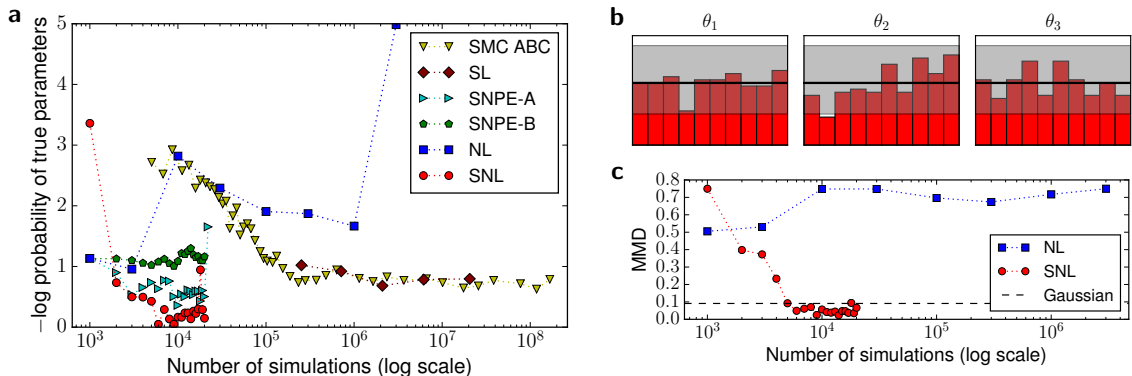 a
− log probability of true parameters
5
4
3
2
1
0
10³ 10⁴ 10⁵ 10⁶ 10⁷ 10⁸
Number of simulations (log scale)
SMC ABC
SL
SNPE-A
SNPE-B
NL
SNL
b
θ₁ θ₂ θ₃
c
MMD
0.8
0.7
0.6
0.5
0.4
0.3
0.2
0.1
0.0
10³ 10⁴ 10⁵ 10⁶
Number of simulations (log scale)
NL
SNL
Gaussian